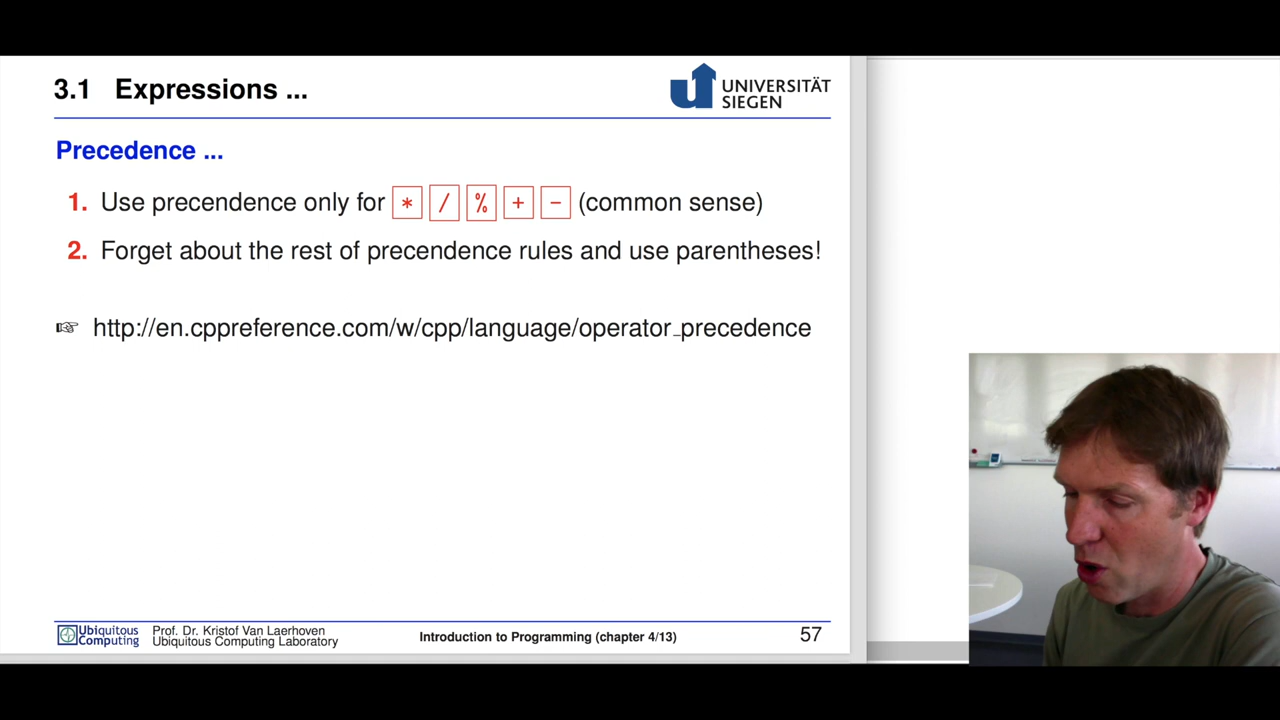 3.1 Expressions ...
UNIVERSITÄT
SIEGEN
Precedence ...
1. Use precendence only for * / % + − (common sense)
2. Forget about the rest of precendence rules and use parentheses!
☞ http://en.cppreference.com/w/cpp/language/operator_precedence
Ubiquitous
Computing
Prof. Dr. Kristof Van Laerhoven
Ubiquitous Computing Laboratory
Introduction to Programming (chapter 4/13)
57